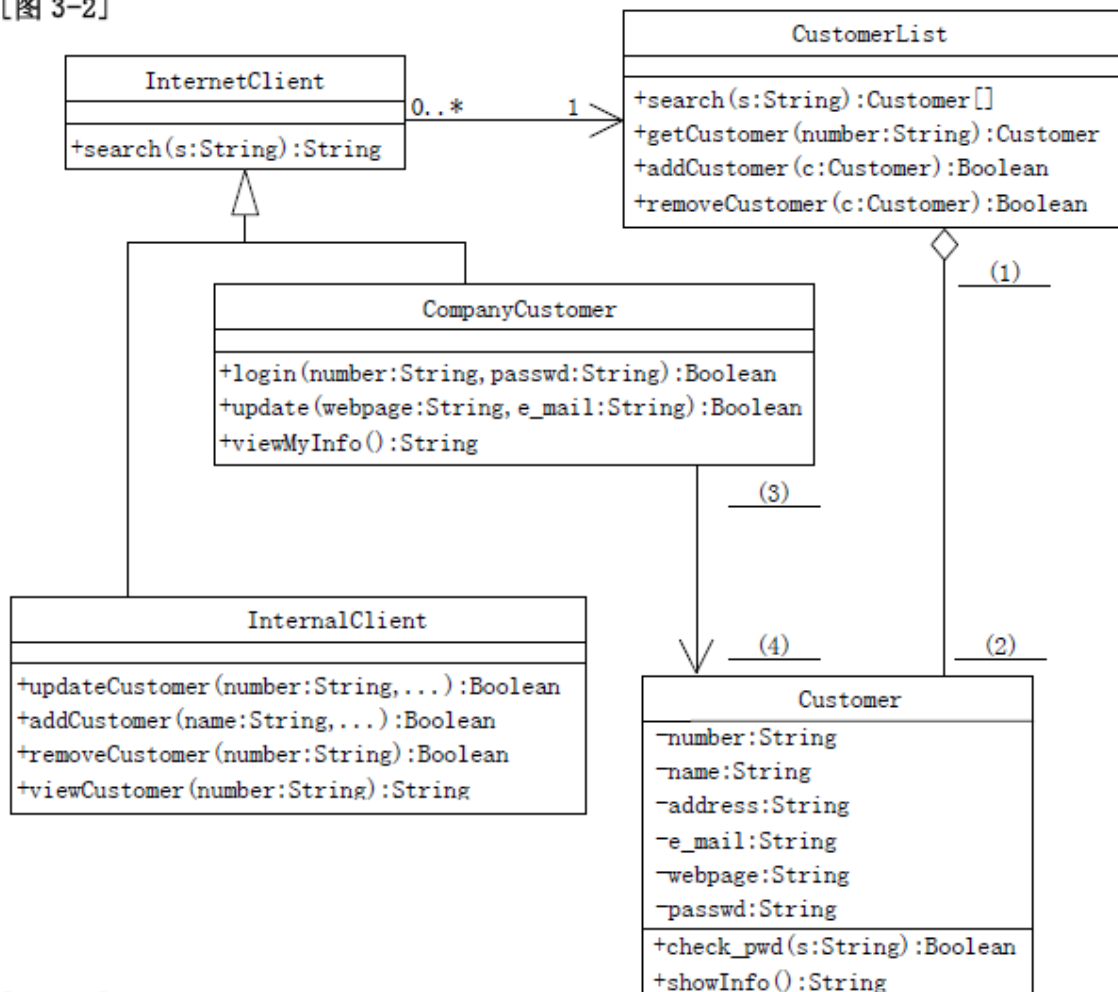 [图 3-2]
CustomerList
+search(s:String):Customer[]
+getCustomer(number:String):Customer
+addCustomer(c:Customer):Boolean
+removeCustomer(c:Customer):Boolean
InternetClient
+search(s:String):String
0..*
1
(1)
CompanyCustomer
+login(number:String,passwd:String):Boolean
+update(webpage:String,e_mail:String):Boolean
+viewMyInfo():String
(3)
InternalClient
+updateCustomer(number:String,...):Boolean
+addCustomer(name:String,...):Boolean
+removeCustomer(number:String):Boolean
+viewCustomer(number:String):String
(4)
(2)
Customer
-number:String
-name:String
-address:String
-e_mail:String
-webpage:String
-passwd:String
+check_pwd(s:String):Boolean
+showInfo():String